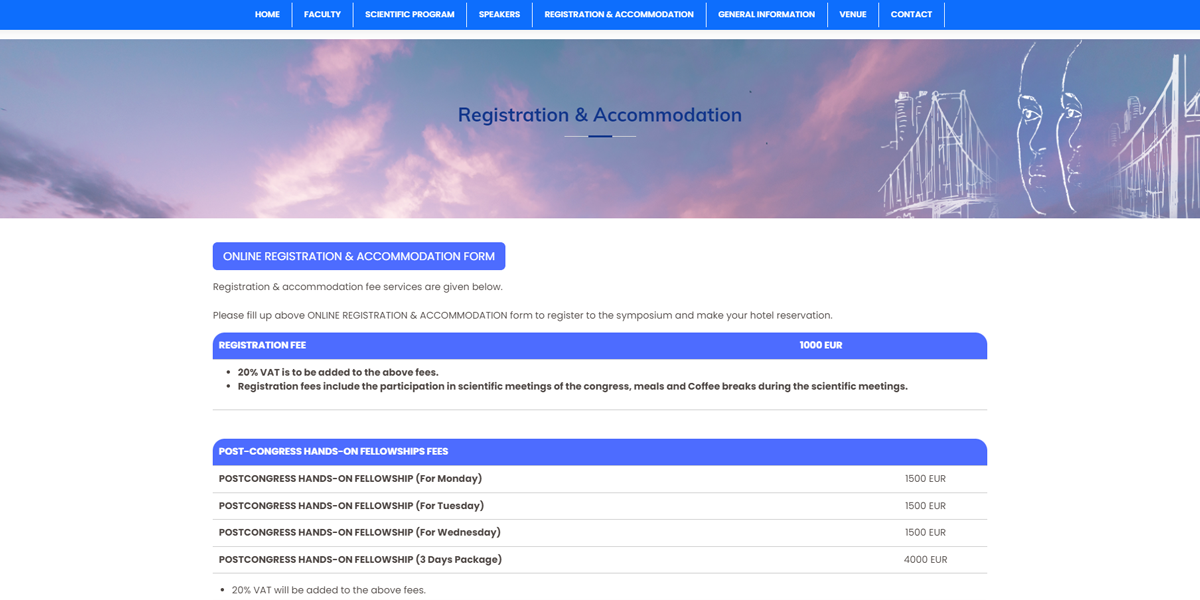 HOME FACULTY SCIENTIFIC PROGRAM SPEAKERS REGISTRATION & ACCOMMODATION GENERAL INFORMATION VENUE CONTACT
Registration & Accommodation
ONLINE REGISTRATION & ACCOMMODATION FORM
Registration & accommodation fee services are given below.
Please fill up above ONLINE REGISTRATION & ACCOMMODATION form to register to the symposium and make your hotel reservation.
REGISTRATION FEE 1000 EUR
• 20% VAT is to be added to the above fees.
• Registration fees include the participation in scientific meetings of the congress, meals and Coffee breaks during the scientific meetings.
POST-CONGRESS HANDS-ON FELLOWSHIPS FEES
POSTCONGRESS HANDS-ON FELLOWSHIP (For Monday) 1500 EUR
POSTCONGRESS HANDS-ON FELLOWSHIP (For Tuesday) 1500 EUR
POSTCONGRESS HANDS-ON FELLOWSHIP (For Wednesday) 1500 EUR
POSTCONGRESS HANDS-ON FELLOWSHIP (3 Days Package) 4000 EUR
• 20% VAT will be added to the above fees.